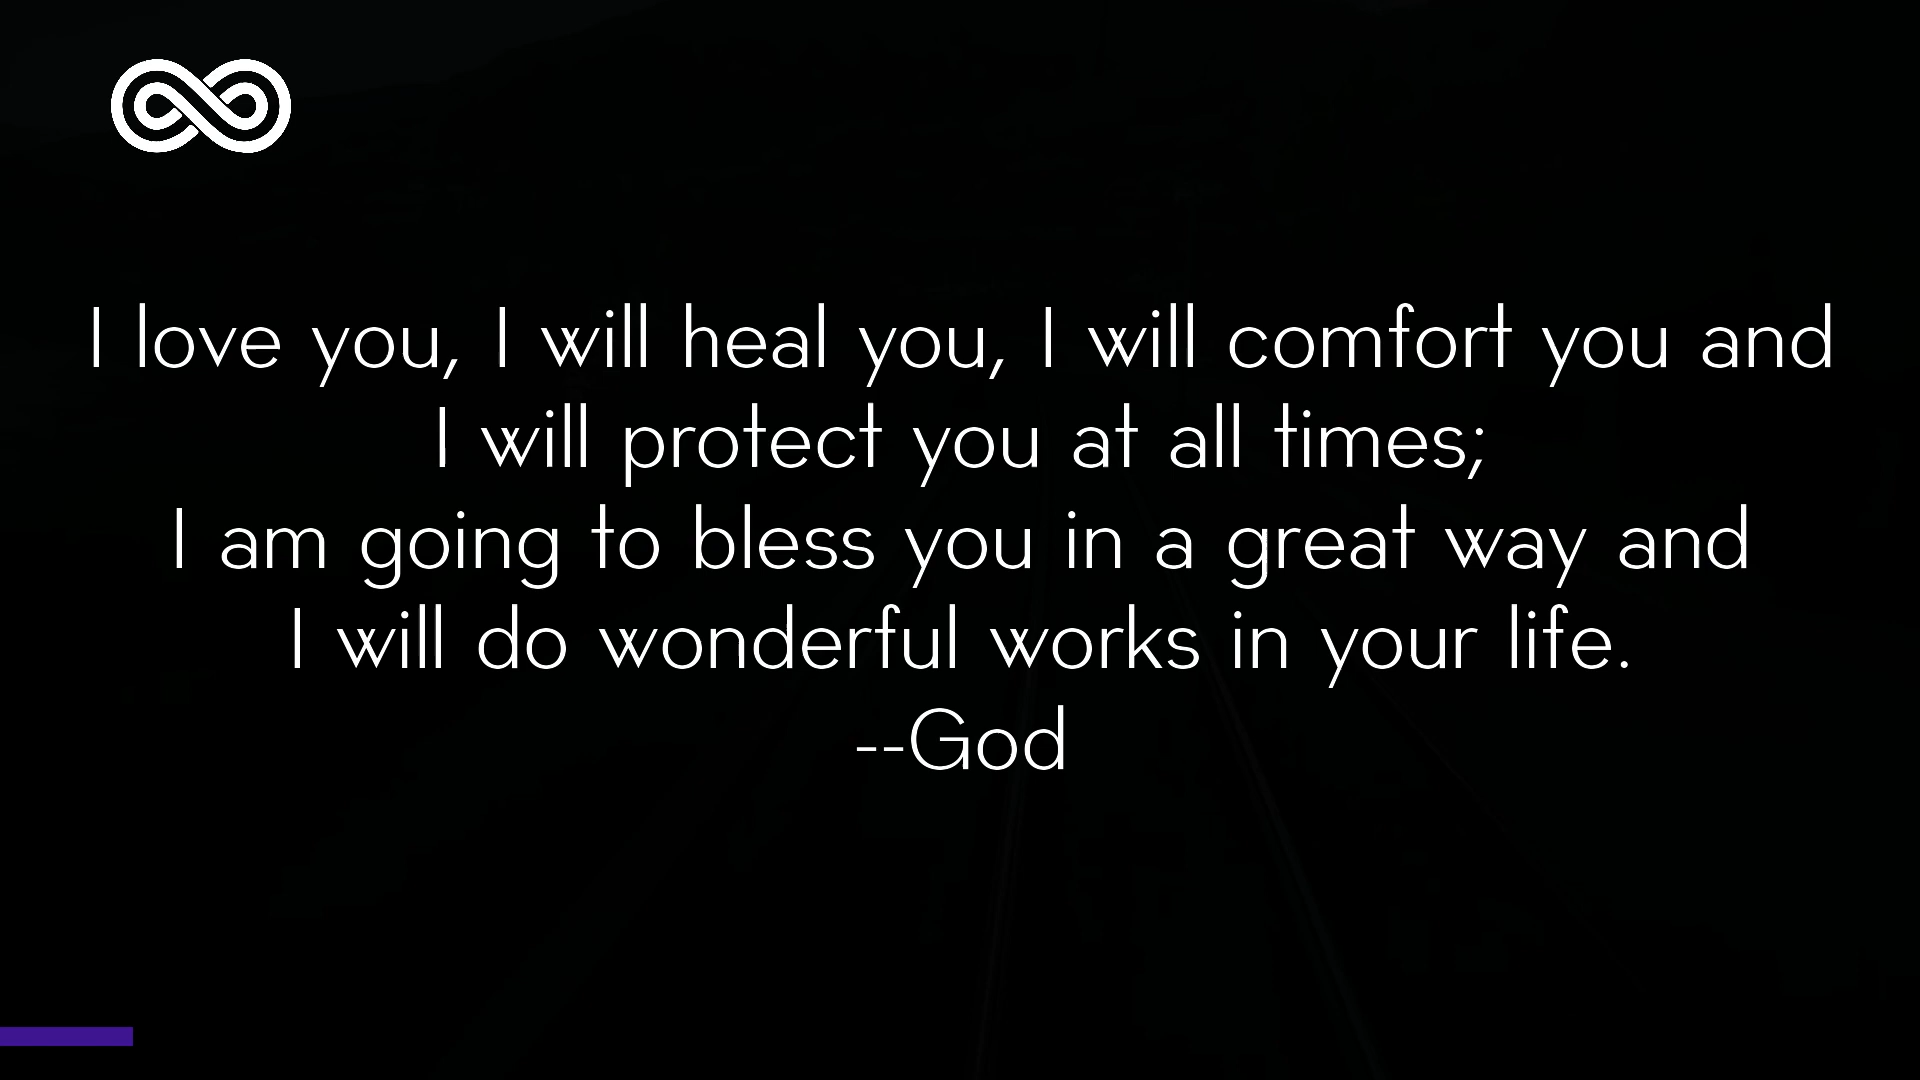 I love you, I will heal you, I will comfort you and
I will protect you at all times;
I am going to bless you in a great way and
I will do wonderful works in your life.
--God